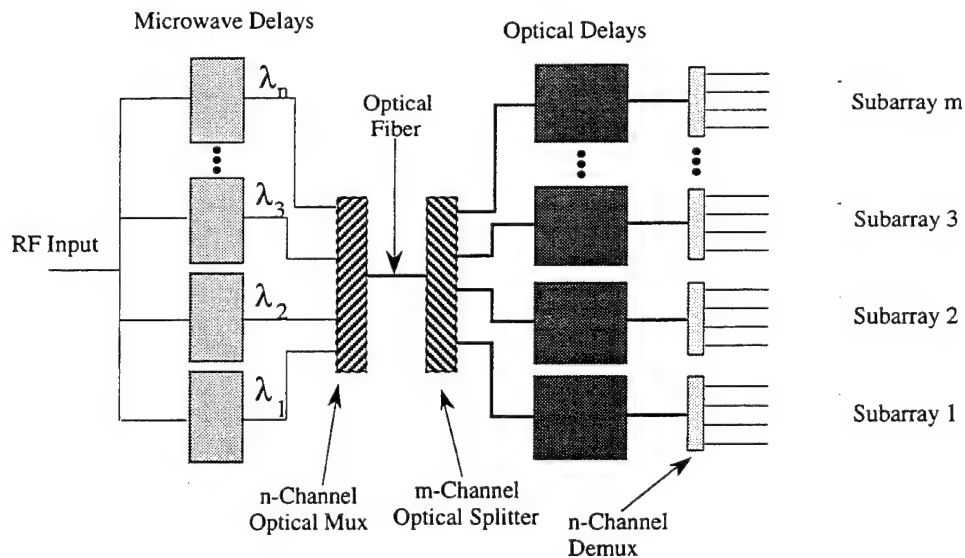 Microwave Delays
Optical Delays
λn
λ3
λ2
λ1
RF Input
Optical
Fiber
Subarray m
Subarray 3
Subarray 2
Subarray 1
n-Channel
Optical Mux
m-Channel
Optical Splitter
n-Channel
Demux